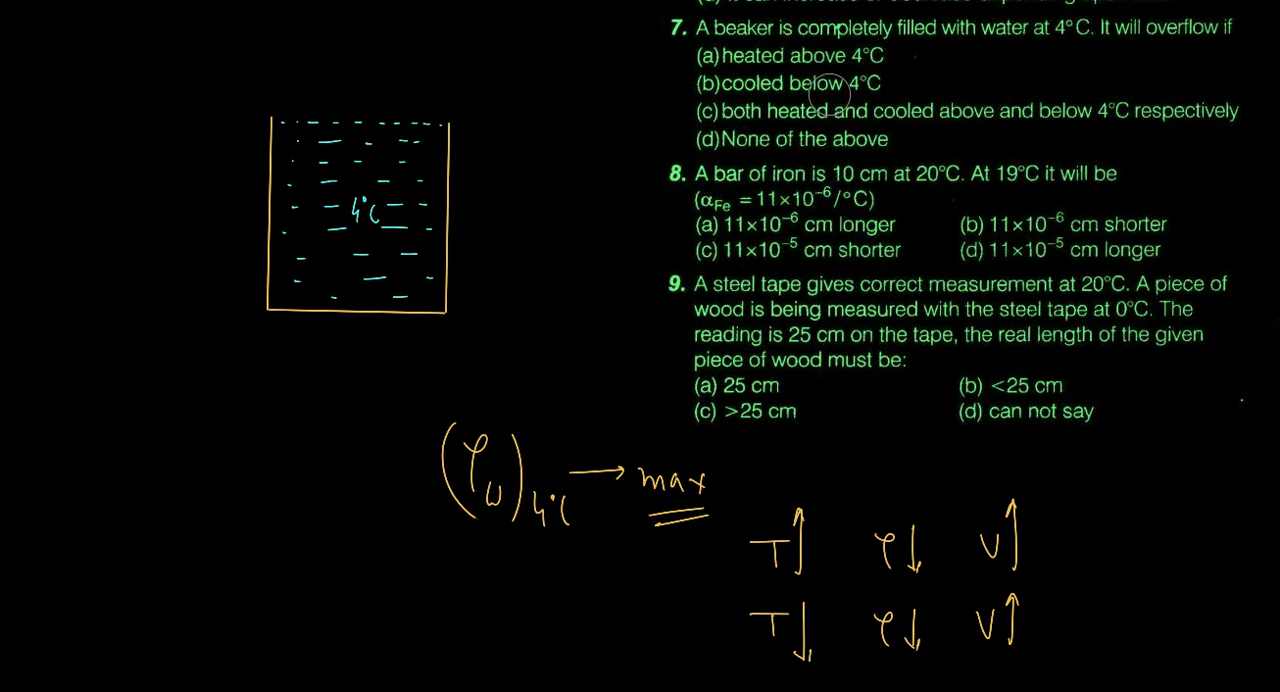 7. A beaker is completely filled with water at 4°C. It will overflow if
(a) heated above 4°C
(b) cooled below 4°C
(c) both heated and cooled above and below 4°C respectively
(d) None of the above
8. A bar of iron is 10 cm at 20°C. At 19°C it will be
(αFe = 11×10⁻⁶/°C)
(a) 11×10⁻⁶ cm longer (b) 11×10⁻⁶ cm shorter
(c) 11×10⁻⁵ cm shorter (d) 11×10⁻⁵ cm longer
9. A steel tape gives correct measurement at 20°C. A piece of
wood is being measured with the steel tape at 0°C. The
reading is 25 cm on the tape, the real length of the given
piece of wood must be:
(a) 25 cm (b) <25 cm
(c) >25 cm (d) can not say
4°C
(ρw)4°C → max
T↑ ρ↓ V↑
T↓ ρ↓ V↑